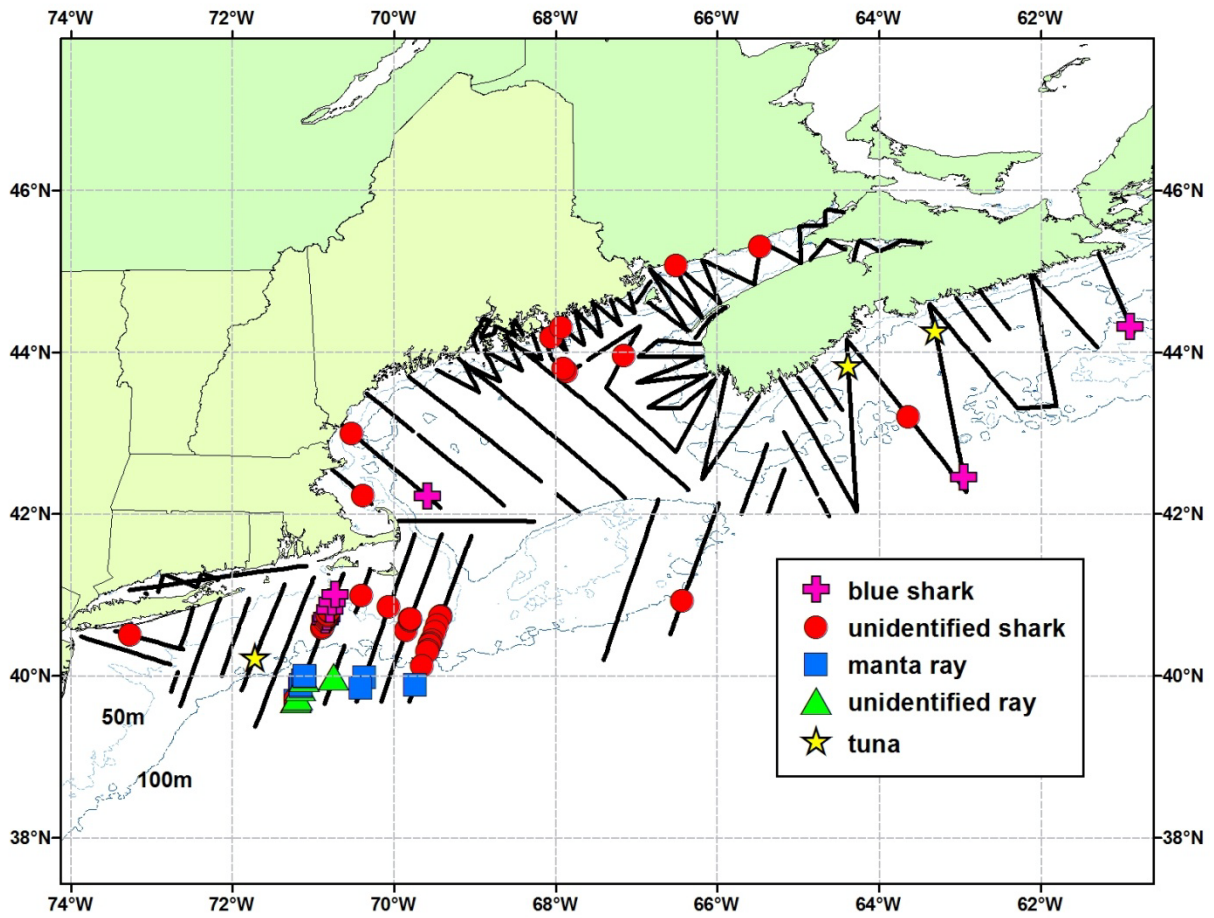 74°W 72°W 70°W 68°W 66°W 64°W 62°W
46°N 46°N
44°N 44°N
42°N 42°N
blue shark
unidentified shark
40°N 40°N
manta ray
unidentified ray
50m
tuna
100m
38°N 38°N
74°W 72°W 70°W 68°W 66°W 64°W 62°W